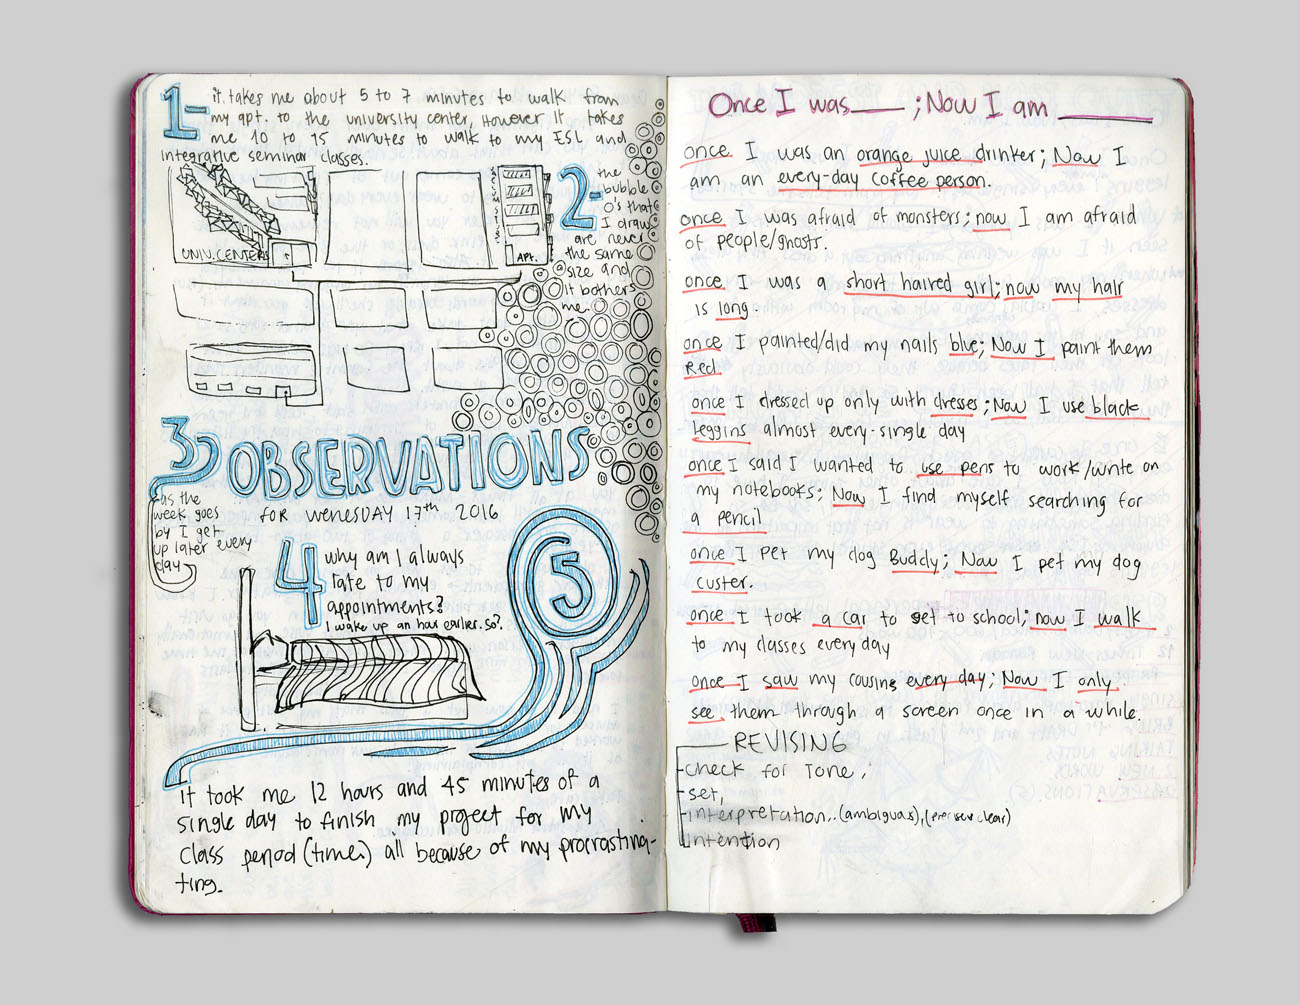 1- it takes me about 5 to 7 minutes to walk from
my apt. to the university center, However it takes
me 10 to 15 minutes to walk to my ESL and
integrative seminar classes.
UNIV. CENTER
APt.
2- the
bubble
o's that
I draw
are never
the same
size and
it bothers
me.
3) OBSERVATIONS
for WENESDAY 17th 2016
as the
week goes
by I get
up later every
day
4 why am I always
late to my
appointments?
I wake up an hour earlier. so?
5
It took me 12 hours and 45 minutes of a
single day to finish my project for my
class period (time.) all because of my procrasting-
ting.
Once I was___ ; Now I am ___
once I was an orange juice drinker; Now I
am an every-day coffee person.
once I was afraid of monsters; now I am afraid
of people/ghosts.
once I was a short haired girl; now my hair
is long.
once I painted/did my nails blue; Now I paint them
Red.
once I dressed up only with dresses; Now I use black
leggins almost every-single day
once I said I wanted to use pens to work/write on
my notebooks; Now I find myself searching for
a pencil
once I pet my dog Buddy; Now I pet my dog
custer.
once I took a car to get to school; now I walk
to my classes everyday
once I saw my cousins every day; Now I only
see them through a screen once in a while.
REVISING
-check for Tone,
-set,
-interpretation.. (ambiguous), (precise clear)
intention